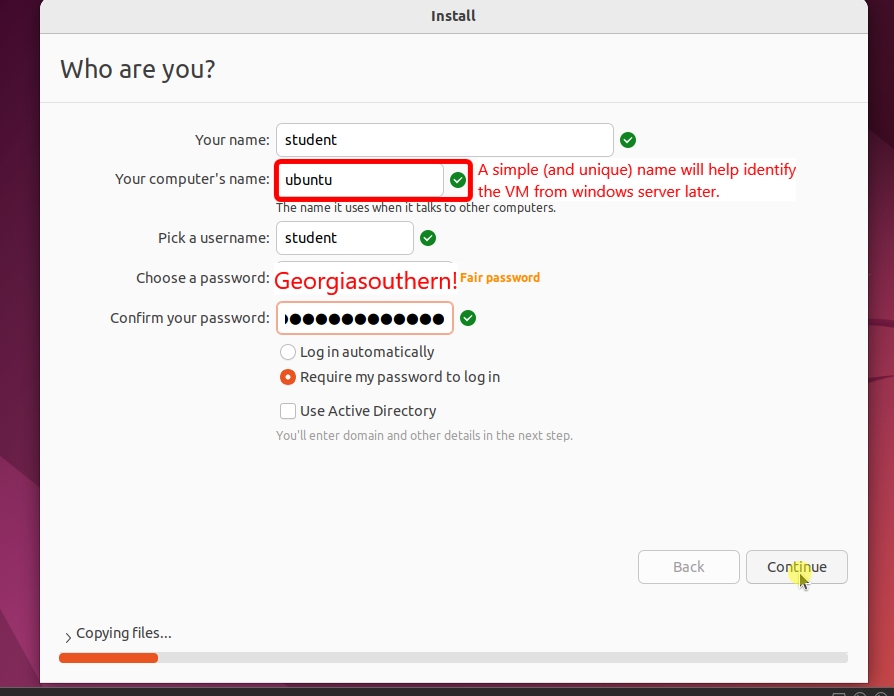 Install
Who are you?
Your name: student
Your computer's name: ubuntu
A simple (and unique) name will help identify
the VM from windows server later.
The name it uses when it talks to other computers.
Pick a username: student
Choose a password: Georgiasouthern! Fair password
Confirm your password: ●●●●●●●●●●●●●
Log in automatically
Require my password to log in
Use Active Directory
You'll enter domain and other details in the next step.
Back Continue
Copying files...